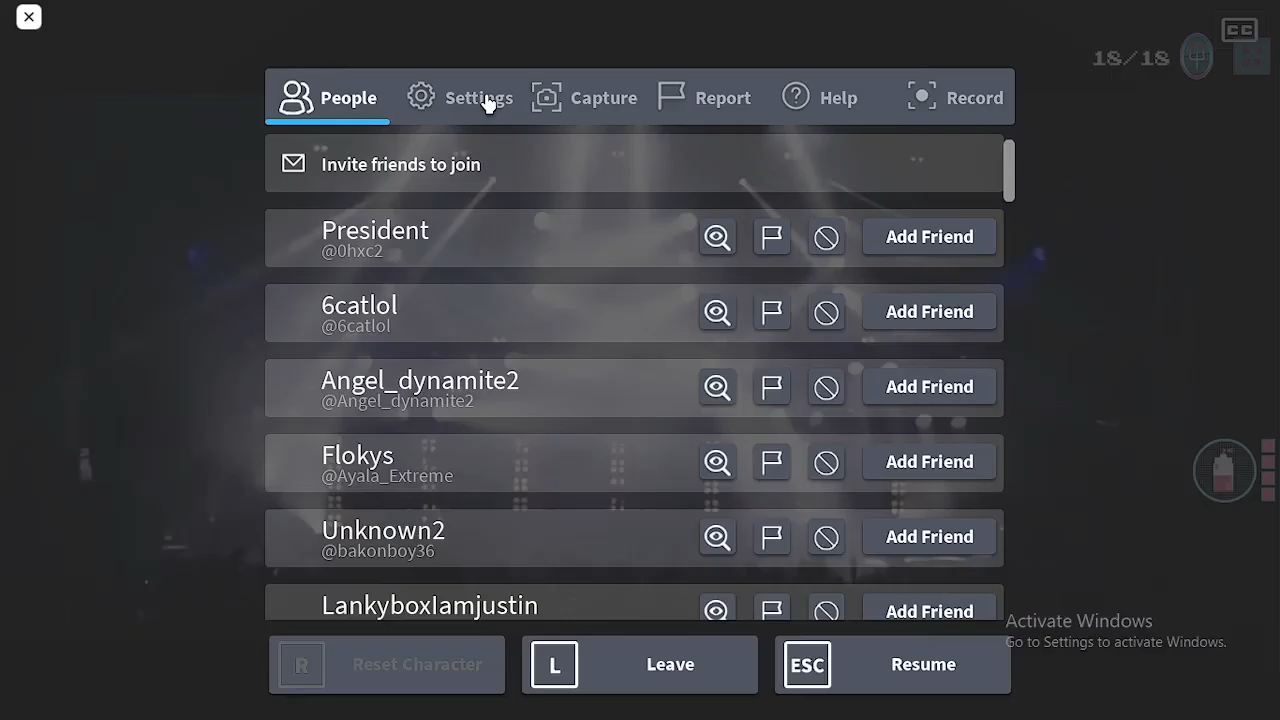 CC
18/18
People Settings Capture Report Help Record
Invite friends to join
President
@0hxc2
Add Friend
6catlol
@6catlol
Add Friend
Angel_dynamite2
@Angel_dynamite2
Add Friend
Flokys
@Ayala_Extreme
Add Friend
Unknown2
@bakonboy36
Add Friend
LankyboxIamjustin
Add Friend
Activate Windows
Go to Settings to activate Windows.
R Reset Character
L Leave
ESC Resume